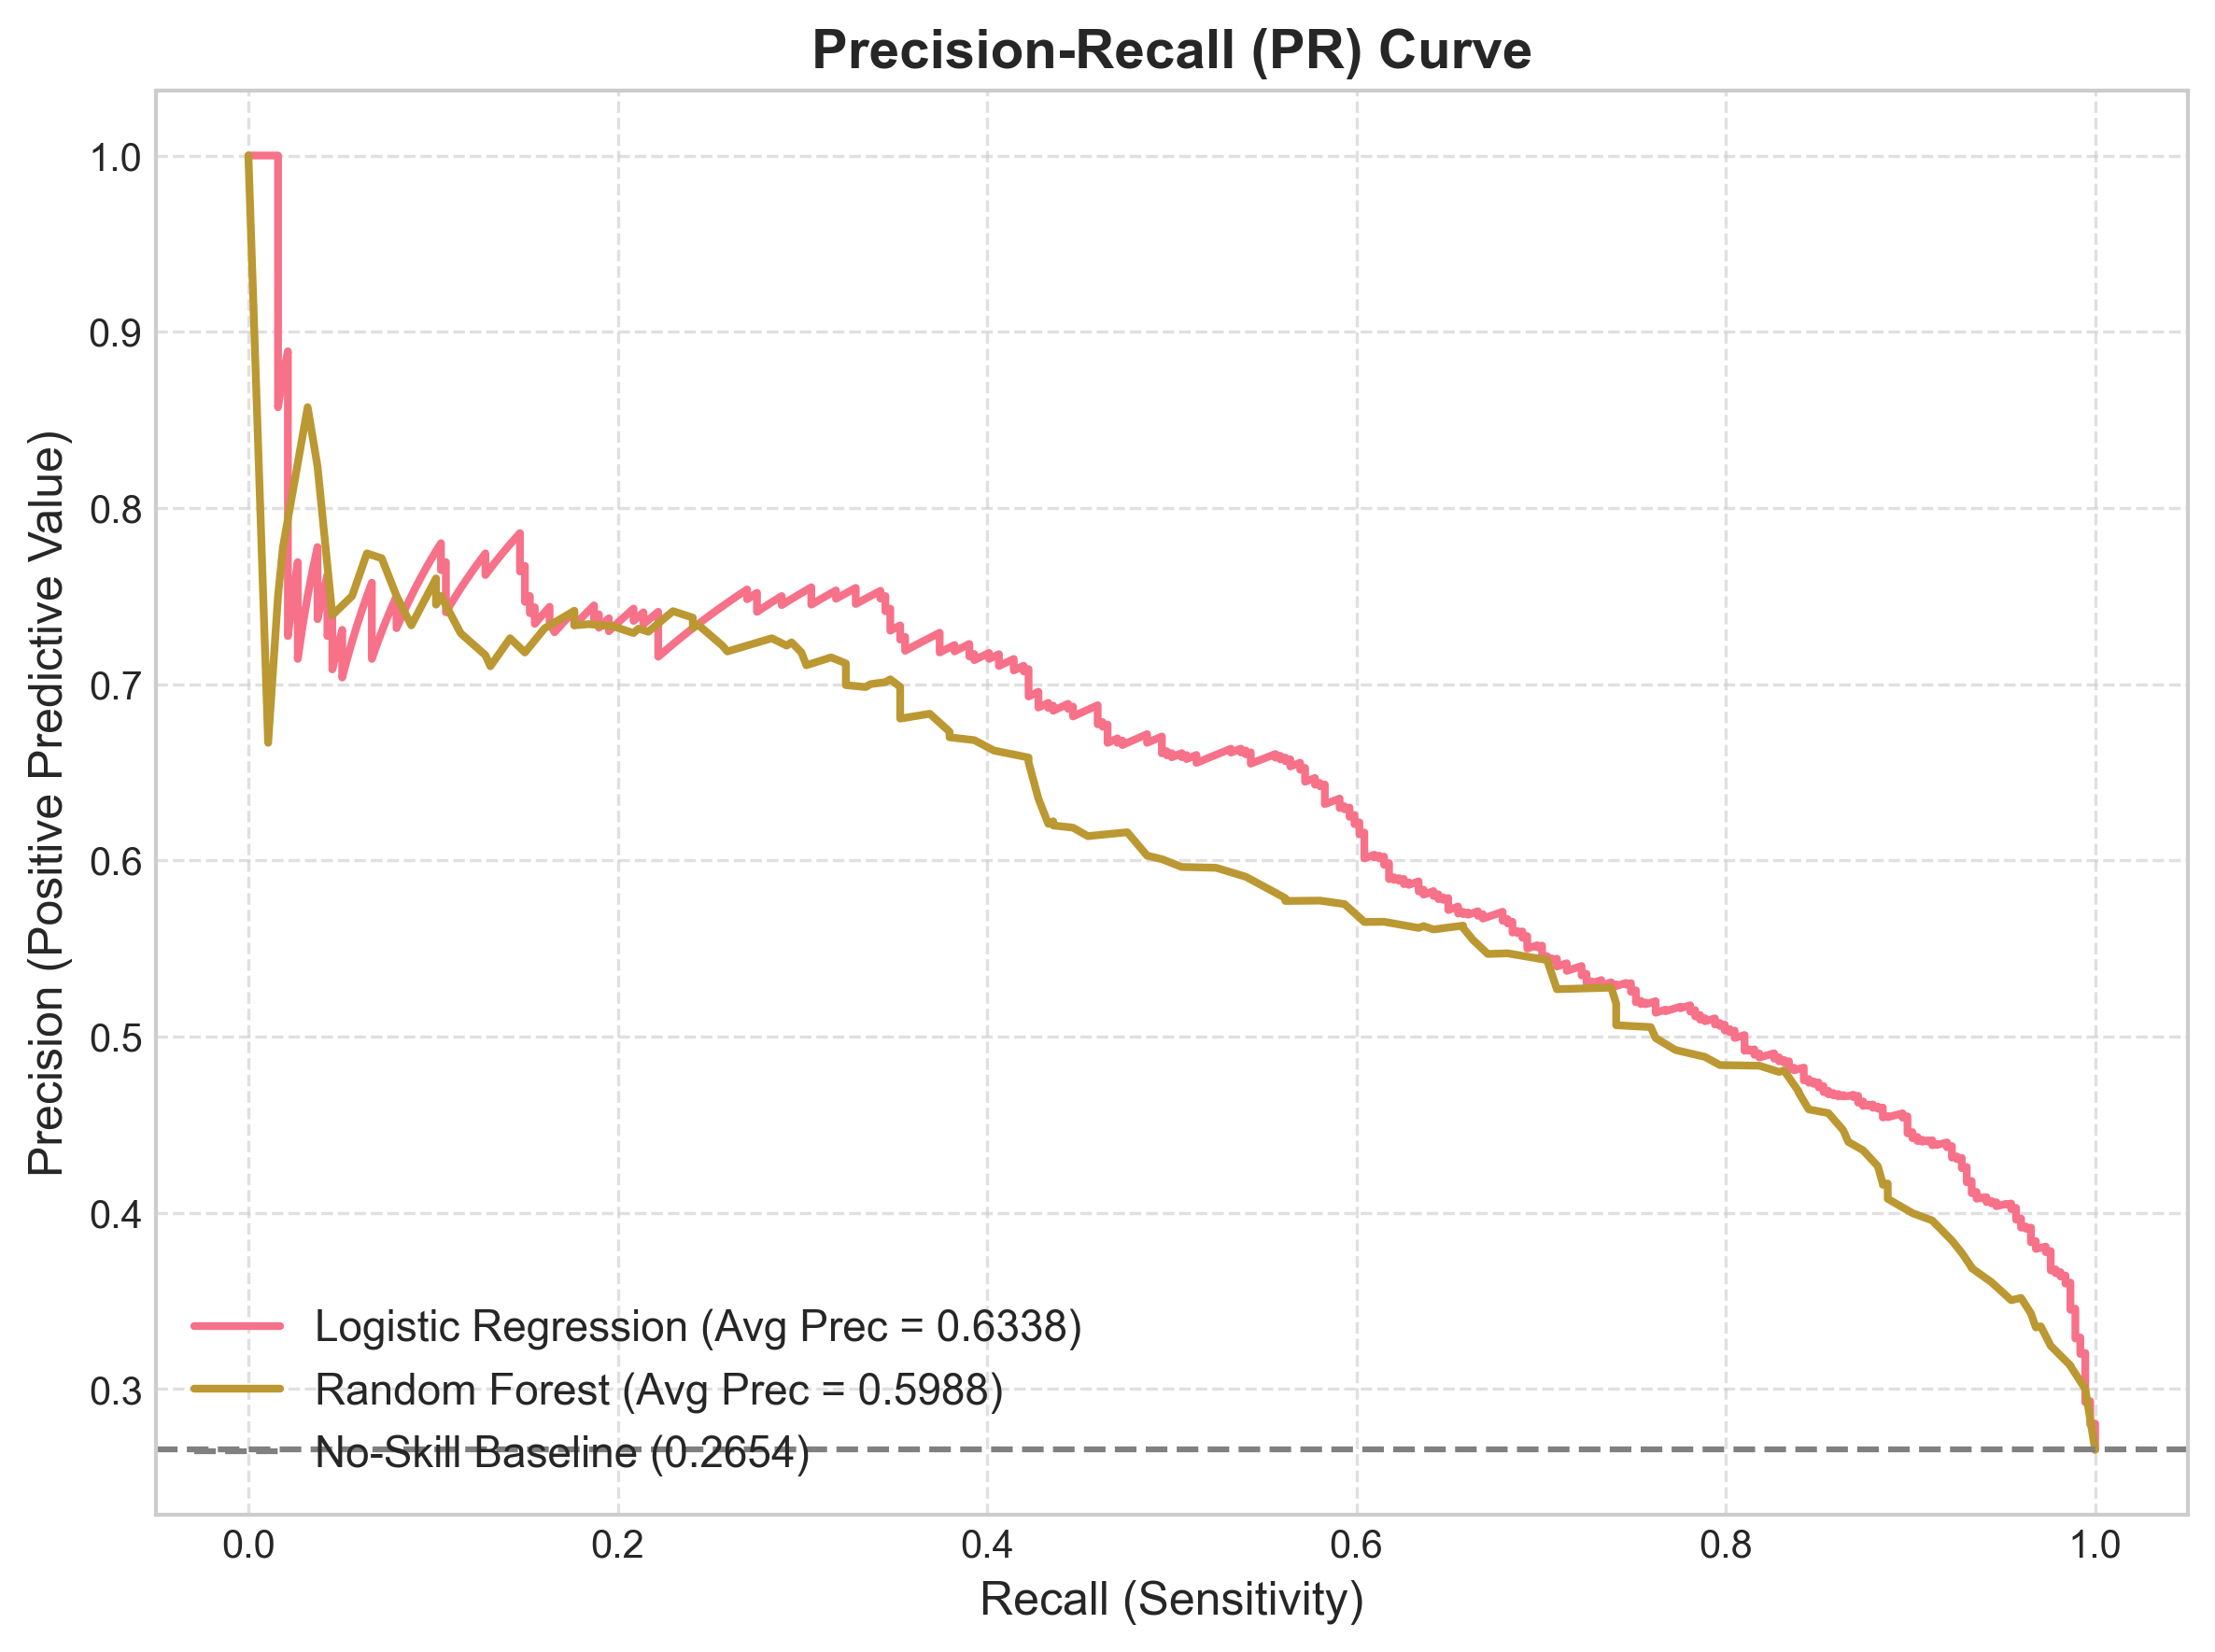 Precision-Recall (PR) Curve
Precision (Positive Predictive Value)
1.0
0.9
0.8
0.7
0.6
0.5
0.4
0.3
Logistic Regression (Avg Prec = 0.6338)
Random Forest (Avg Prec = 0.5988)
No-Skill Baseline (0.2654)
0.0 0.2 0.4 0.6 0.8 1.0
Recall (Sensitivity)